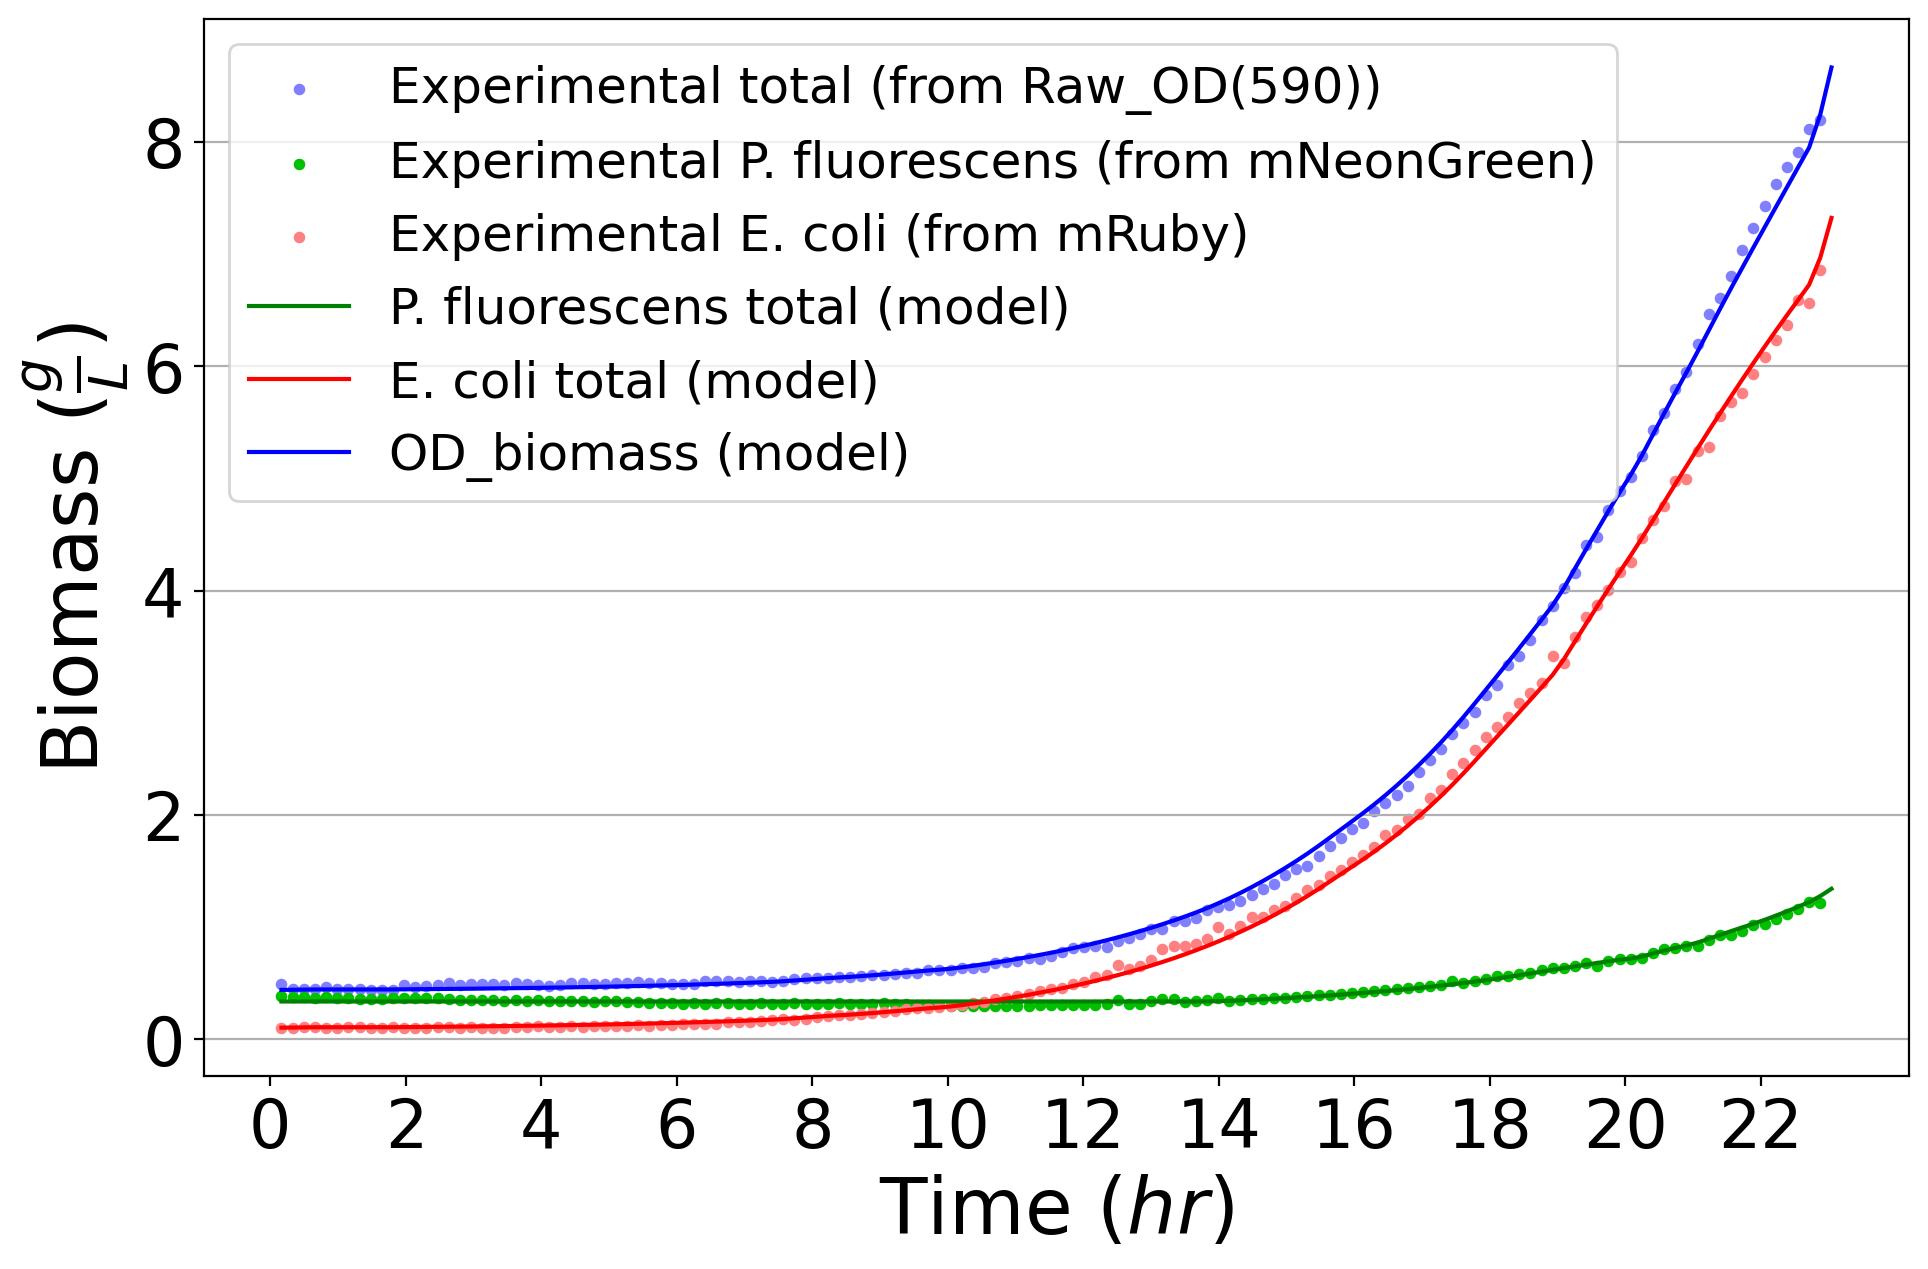 Experimental total (from Raw_OD(590))
Experimental P. fluorescens (from mNeonGreen)
Experimental E. coli (from mRuby)
P. fluorescens total (model)
E. coli total (model)
OD_biomass (model)
Biomass (g/L)
8
6
4
2
0
0 2 4 6 8 10 12 14 16 18 20 22
Time (hr)